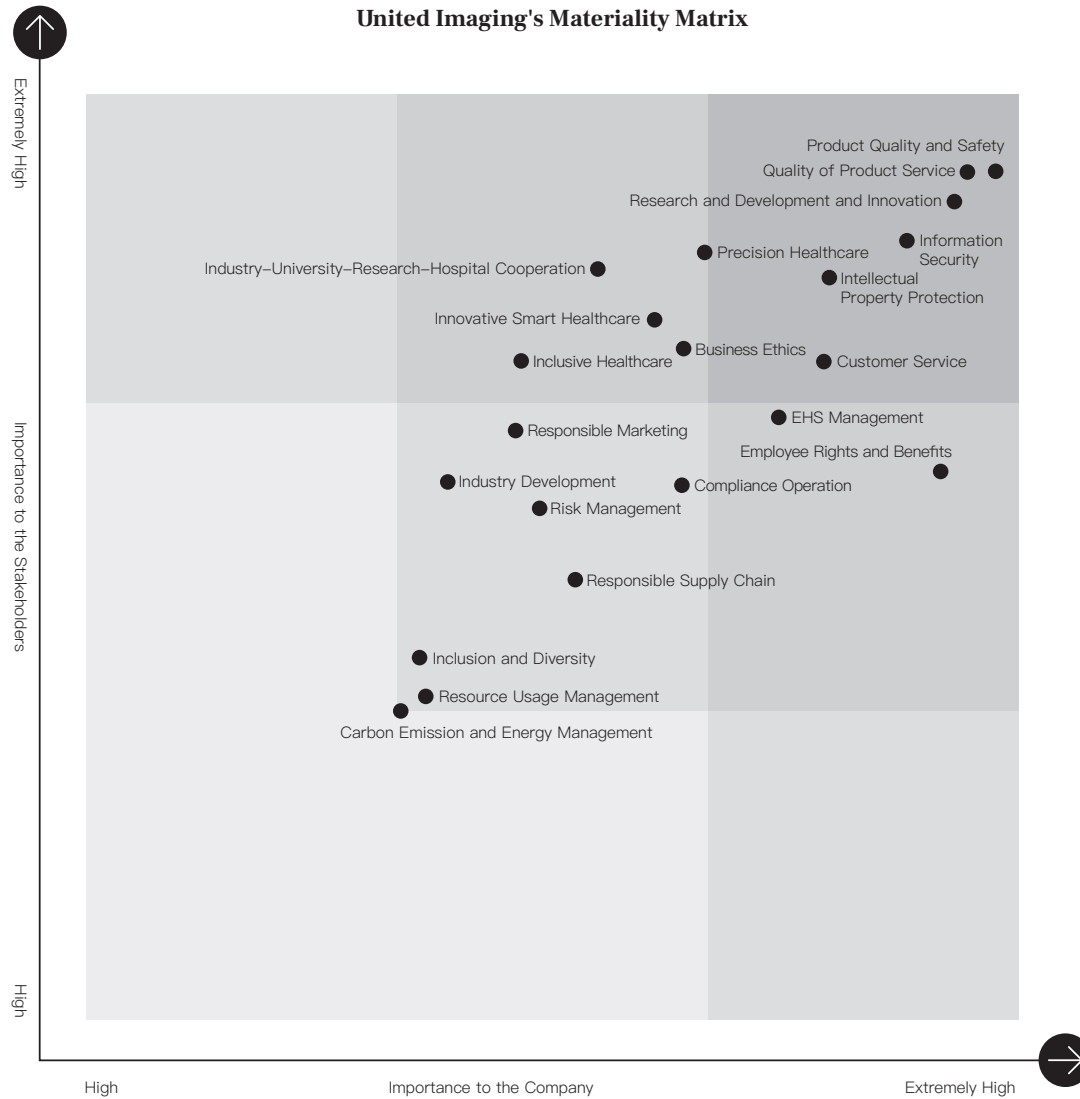 United Imaging's Materiality Matrix
Extremely High
Importance to the Stakeholders
High
Product Quality and Safety
Quality of Product Service
Research and Development and Innovation
Information
Security
Precision Healthcare
Industry–University–Research–Hospital Cooperation
Intellectual
Property Protection
Innovative Smart Healthcare
Business Ethics
Inclusive Healthcare
Customer Service
EHS Management
Responsible Marketing
Employee Rights and Benefits
Industry Development
Compliance Operation
Risk Management
Responsible Supply Chain
Inclusion and Diversity
Resource Usage Management
Carbon Emission and Energy Management
High
Importance to the Company
Extremely High